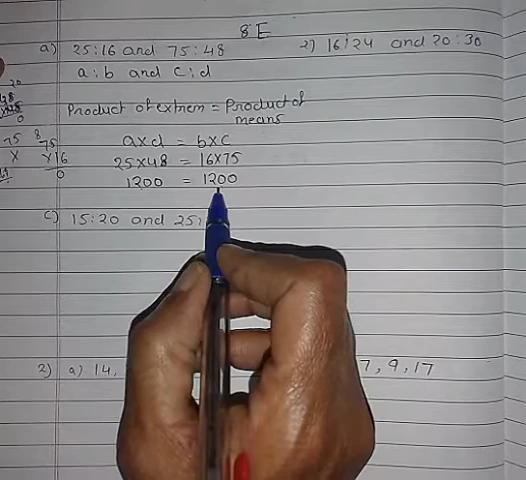 8E
a) 25:16 and 75:48
2) 16:24 and 20:30
a:b and c:d
Product of extrem = Product of
means
a×d = b×c
25×48 = 16×75
1200 = 1200
c) 15:20 and 25:
2) a) 14,
7, 9, 17